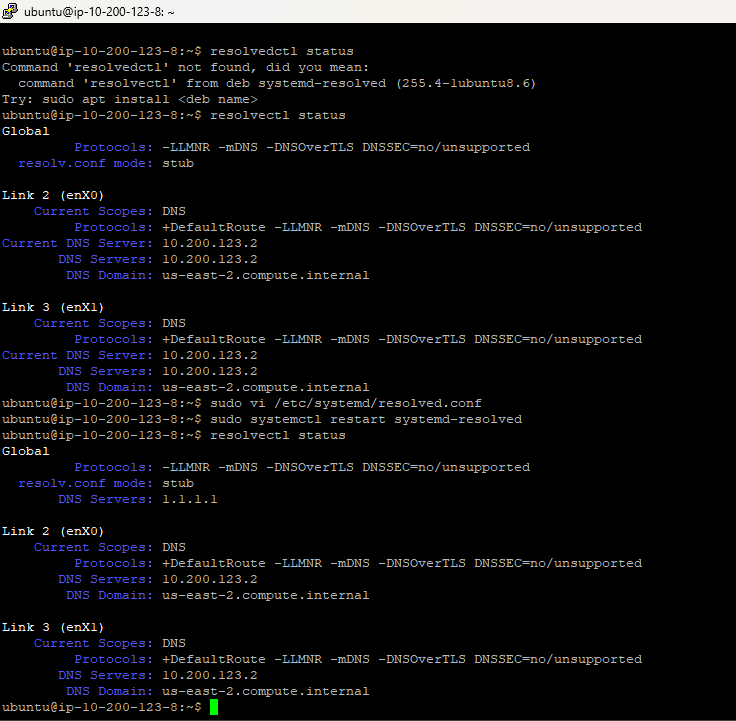 ubuntu@ip-10-200-123-8: ~
ubuntu@ip-10-200-123-8:~$ resolvedctl status
Command 'resolvedctl' not found, did you mean:
  command 'resolvectl' from deb systemd-resolved (255.4-1ubuntu8.6)
Try: sudo apt install <deb name>
ubuntu@ip-10-200-123-8:~$ resolvectl status
Global
         Protocols: -LLMNR -mDNS -DNSOverTLS DNSSEC=no/unsupported
  resolv.conf mode: stub

Link 2 (enX0)
    Current Scopes: DNS
         Protocols: +DefaultRoute -LLMNR -mDNS -DNSOverTLS DNSSEC=no/unsupported
Current DNS Server: 10.200.123.2
       DNS Servers: 10.200.123.2
        DNS Domain: us-east-2.compute.internal

Link 3 (enX1)
    Current Scopes: DNS
         Protocols: +DefaultRoute -LLMNR -mDNS -DNSOverTLS DNSSEC=no/unsupported
Current DNS Server: 10.200.123.2
       DNS Servers: 10.200.123.2
        DNS Domain: us-east-2.compute.internal
ubuntu@ip-10-200-123-8:~$ sudo vi /etc/systemd/resolved.conf
ubuntu@ip-10-200-123-8:~$ sudo systemctl restart systemd-resolved
ubuntu@ip-10-200-123-8:~$ resolvectl status
Global
         Protocols: -LLMNR -mDNS -DNSOverTLS DNSSEC=no/unsupported
  resolv.conf mode: stub
       DNS Servers: 1.1.1.1

Link 2 (enX0)
    Current Scopes: DNS
         Protocols: +DefaultRoute -LLMNR -mDNS -DNSOverTLS DNSSEC=no/unsupported
       DNS Servers: 10.200.123.2
        DNS Domain: us-east-2.compute.internal

Link 3 (enX1)
    Current Scopes: DNS
         Protocols: +DefaultRoute -LLMNR -mDNS -DNSOverTLS DNSSEC=no/unsupported
       DNS Servers: 10.200.123.2
        DNS Domain: us-east-2.compute.internal
ubuntu@ip-10-200-123-8:~$